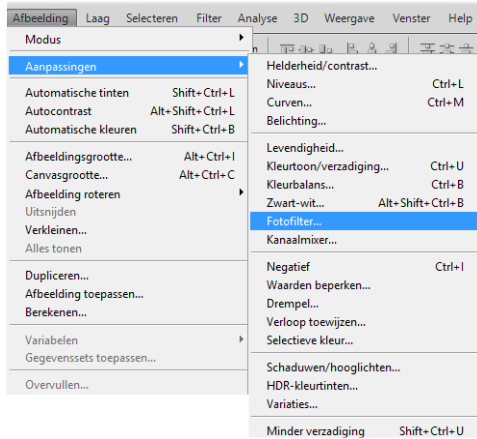 Afbeelding Laag Selecteren Filter Analyse 3D Weergave Venster Help
Modus
Aanpassingen
Automatische tinten Shift+Ctrl+L
Autocontrast Alt+Shift+Ctrl+L
Automatische kleuren Shift+Ctrl+B
Afbeeldingsgrootte... Alt+Ctrl+I
Canvasgrootte... Alt+Ctrl+C
Afbeelding roteren
Uitsnijden
Verkleinen...
Alles tonen
Dupliceren...
Afbeelding toepassen...
Berekenen...
Variabelen
Gegevenssets toepassen...
Overvullen...
Helderheid/contrast...
Niveaus... Ctrl+L
Curven... Ctrl+M
Belichting...
Levendigheid...
Kleurtoon/verzadiging... Ctrl+U
Kleurbalans... Ctrl+B
Zwart-wit... Alt+Shift+Ctrl+B
Fotofilter...
Kanaalmixer...
Negatief Ctrl+I
Waarden beperken...
Drempel...
Verloop toewijzen...
Selectieve kleur...
Schaduwen/hooglichten...
HDR-kleurtinten...
Variaties...
Minder verzadiging Shift+Ctrl+U